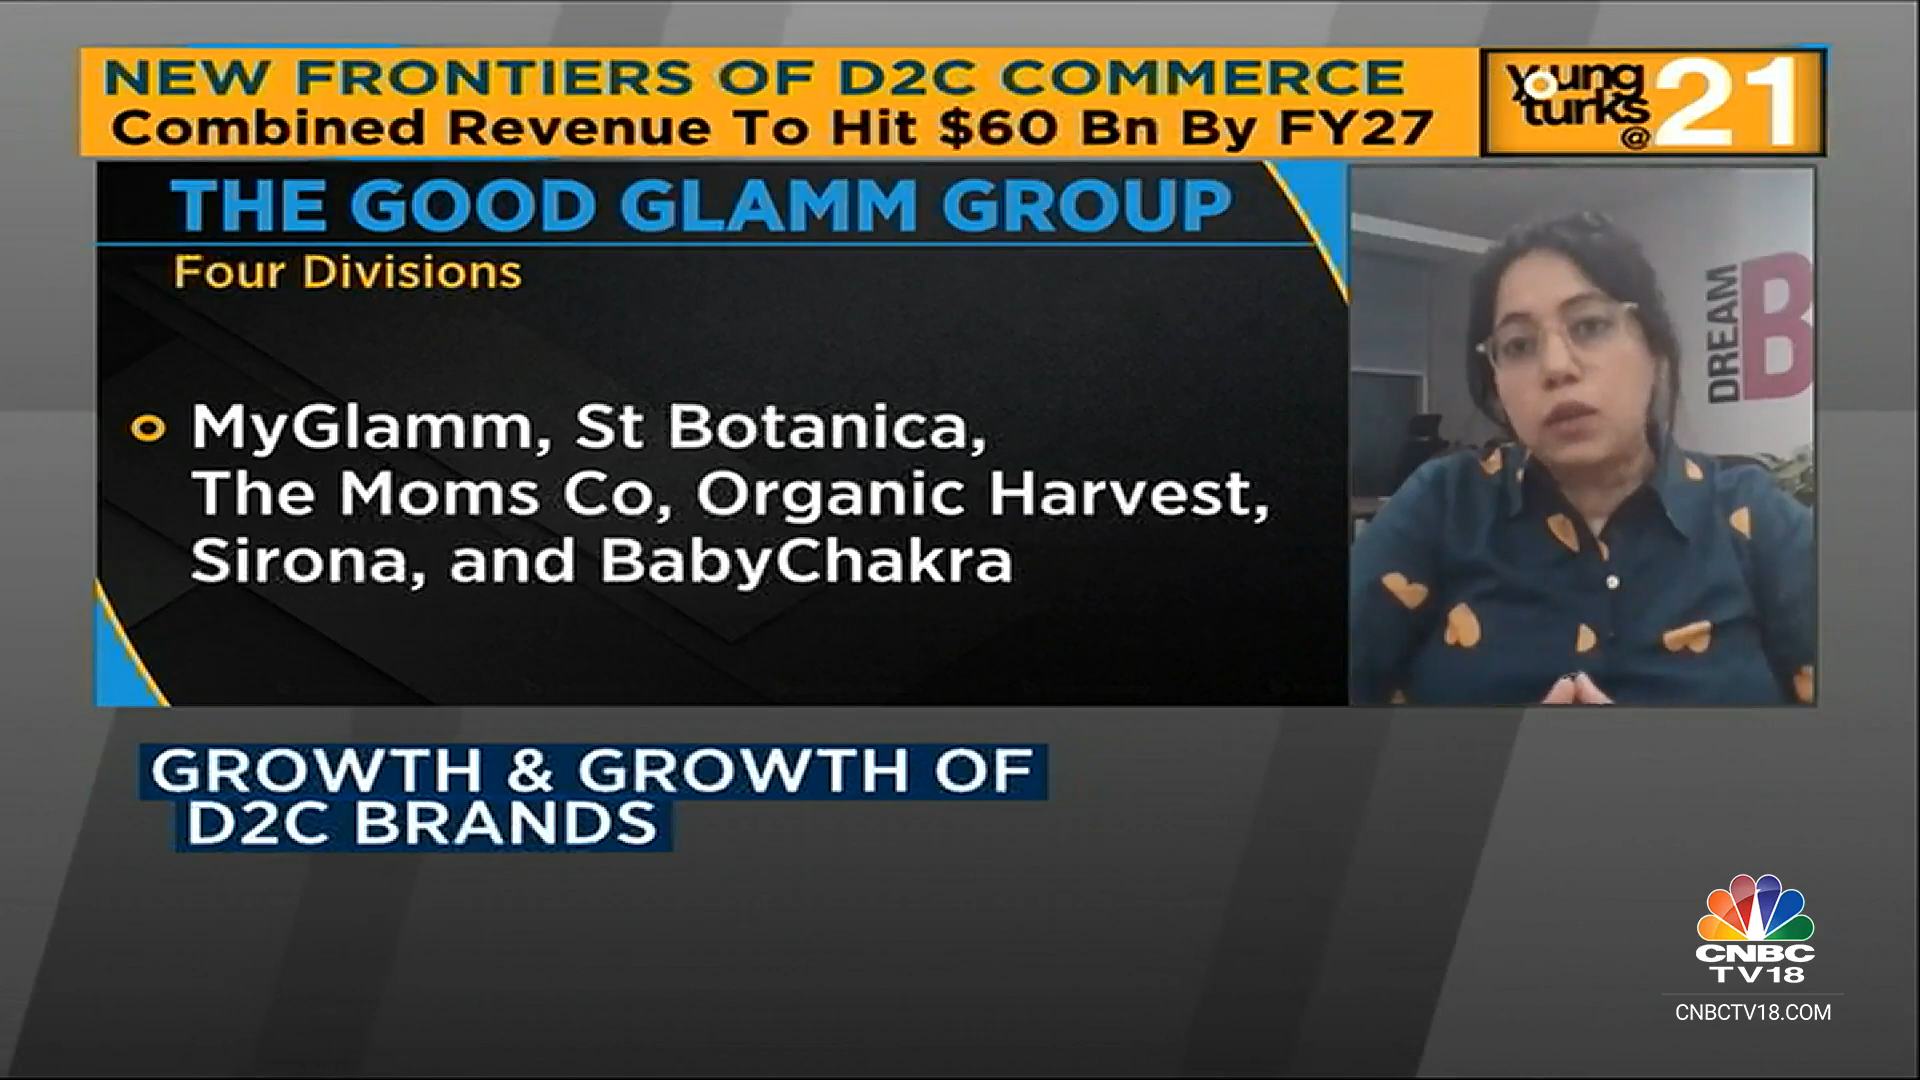 NEW FRONTIERS OF D2C COMMERCE
Combined Revenue To Hit $60 Bn By FY27
young
turks
@21
THE GOOD GLAMM GROUP
Four Divisions
MyGlamm, St Botanica,
The Moms Co, Organic Harvest,
Sirona, and BabyChakra
DREAM
B
GROWTH & GROWTH OF
D2C BRANDS
CNBC
TV18
CNBCTV18.COM